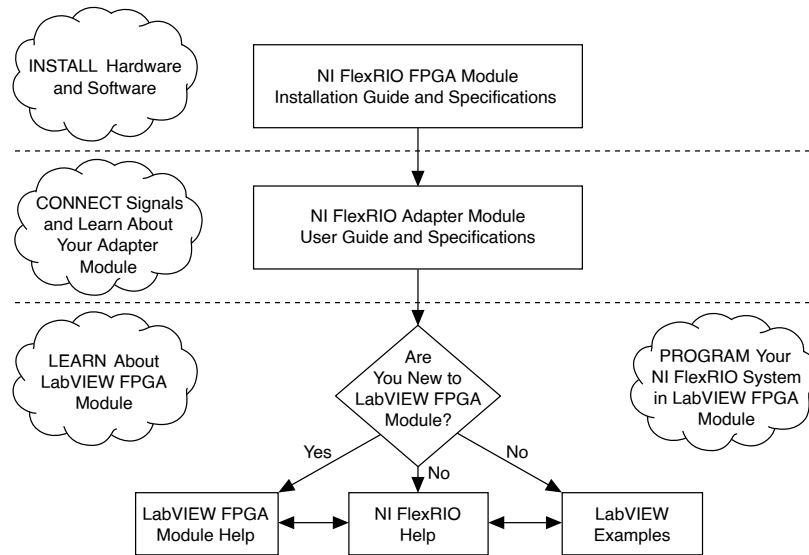 INSTALL Hardware
and Software
NI FlexRIO FPGA Module
Installation Guide and Specifications
CONNECT Signals
and Learn About
Your Adapter
Module
NI FlexRIO Adapter Module
User Guide and Specifications
LEARN About
LabVIEW FPGA
Module
Are
You New to
LabVIEW FPGA
Module?
PROGRAM Your
NI FlexRIO System
in LabVIEW FPGA
Module
Yes
No
No
LabVIEW FPGA
Module Help
NI FlexRIO
Help
LabVIEW
Examples